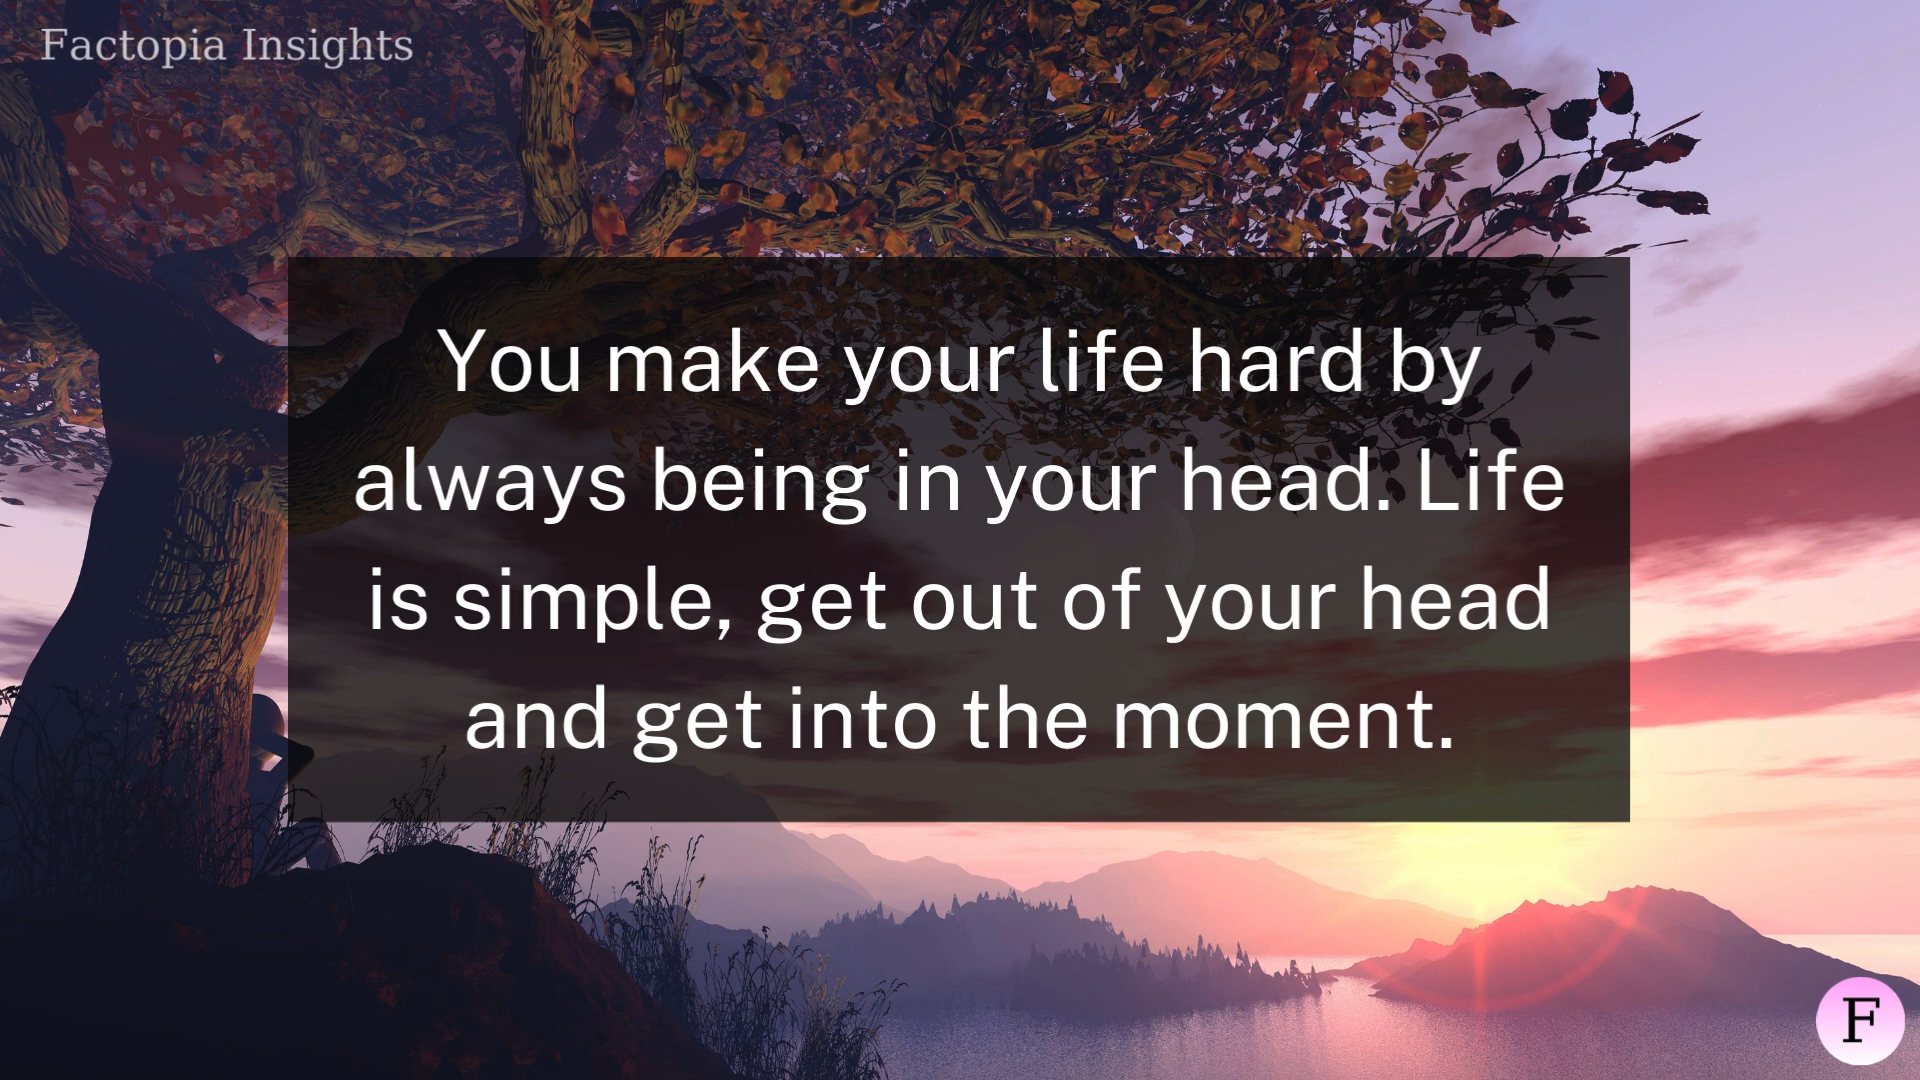 Factopia Insights
You make your life hard by
always being in your head. Life
is simple, get out of your head
and get into the moment.
F